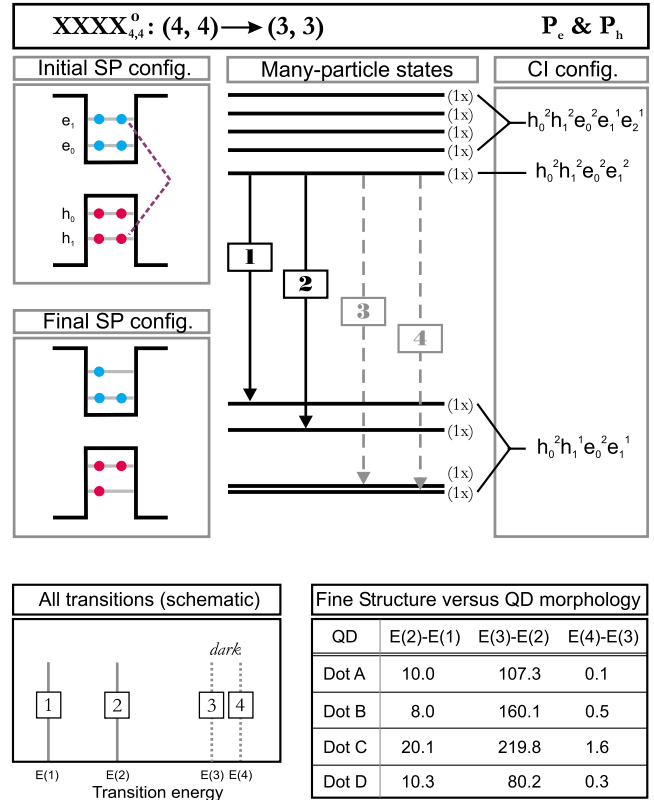 XXXX⁰₄,₄: (4, 4) → (3, 3) Pₑ & Pₕ
Initial SP config. Many-particle states CI config.
e₁
e₀
h₀
h₁
(1x)
(1x)
(1x)
(1x)
(1x)
h₀²h₁²e₀²e₁¹e₂¹
h₀²h₁²e₀²e₁²
1
2
3
4
Final SP config.
(1x)
(1x)
(1x)
(1x)
h₀²h₁¹e₀²e₁¹
All transitions (schematic)
dark
1 2 3 4
E(1) E(2) E(3) E(4)
Transition energy
Fine Structure versus QD morphology
QD E(2)-E(1) E(3)-E(2) E(4)-E(3)
Dot A 10.0 107.3 0.1
Dot B 8.0 160.1 0.5
Dot C 20.1 219.8 1.6
Dot D 10.3 80.2 0.3